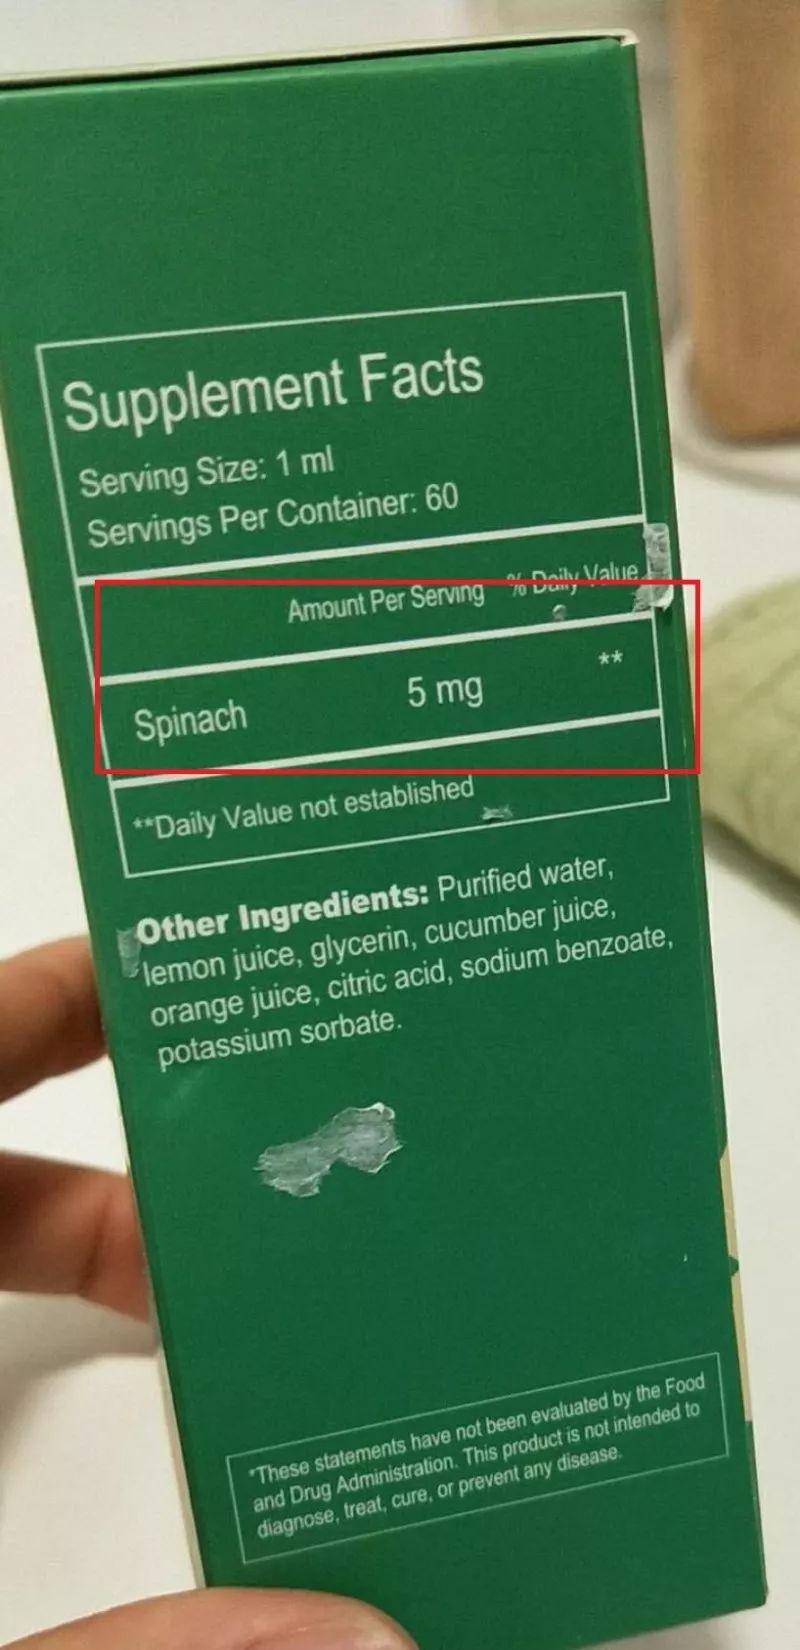 Supplement Facts
Serving Size: 1 ml
Servings Per Container: 60
Amount Per Serving % Daily Value
Spinach 5 mg **
**Daily Value not established
Other Ingredients: Purified water,
lemon juice, glycerin, cucumber juice,
orange juice, citric acid, sodium benzoate,
potassium sorbate.
*These statements have not been evaluated by the Food
and Drug Administration. This product is not intended to
diagnose, treat, cure, or prevent any disease.